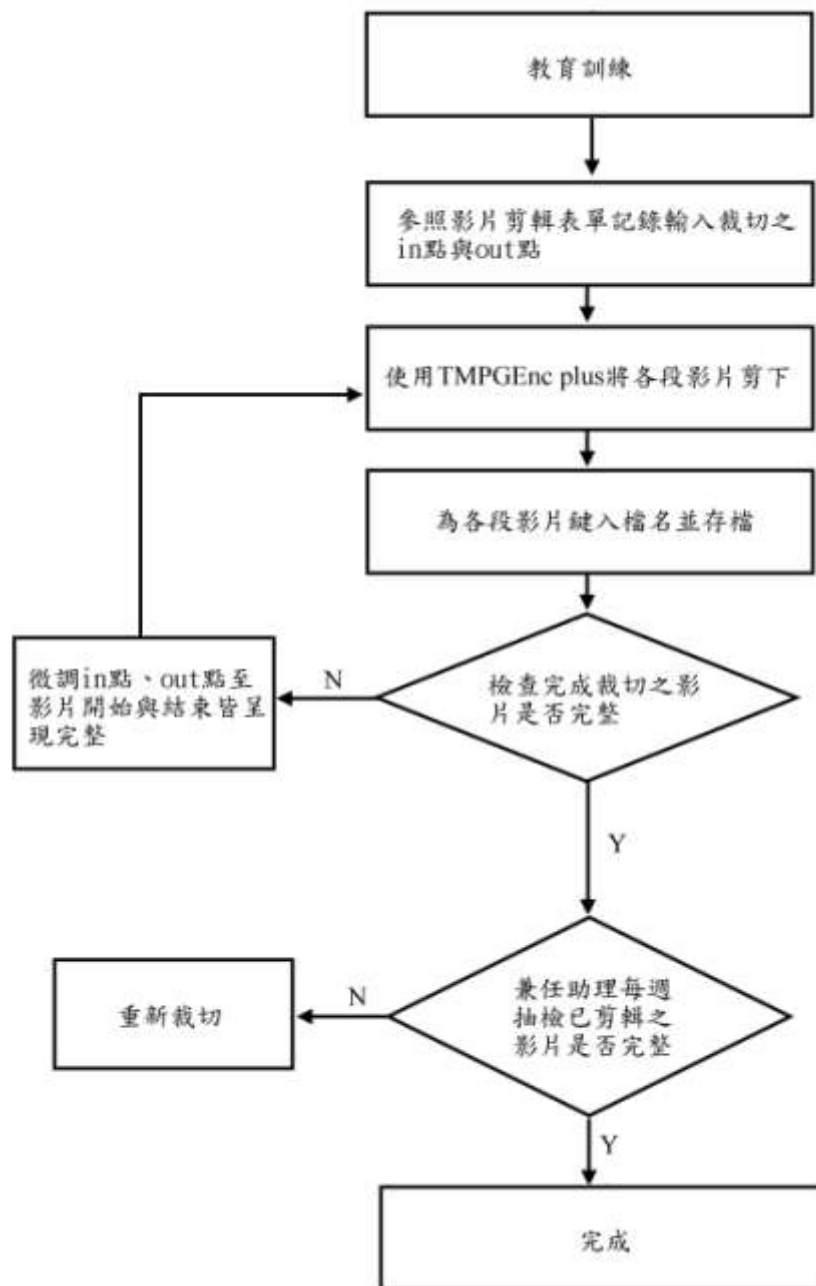 教育訓練
參照影片剪輯表單記錄輸入裁切之
in點與out點
使用TMPGEnc plus將各段影片剪下
為各段影片鍵入檔名並存檔
微調in點、out點至
影片開始與結束皆呈
現完整
N
檢查完成裁切之影
片是否完整
Y
重新裁切
N
兼任助理每週
抽檢已剪輯之
影片是否完整
Y
完成